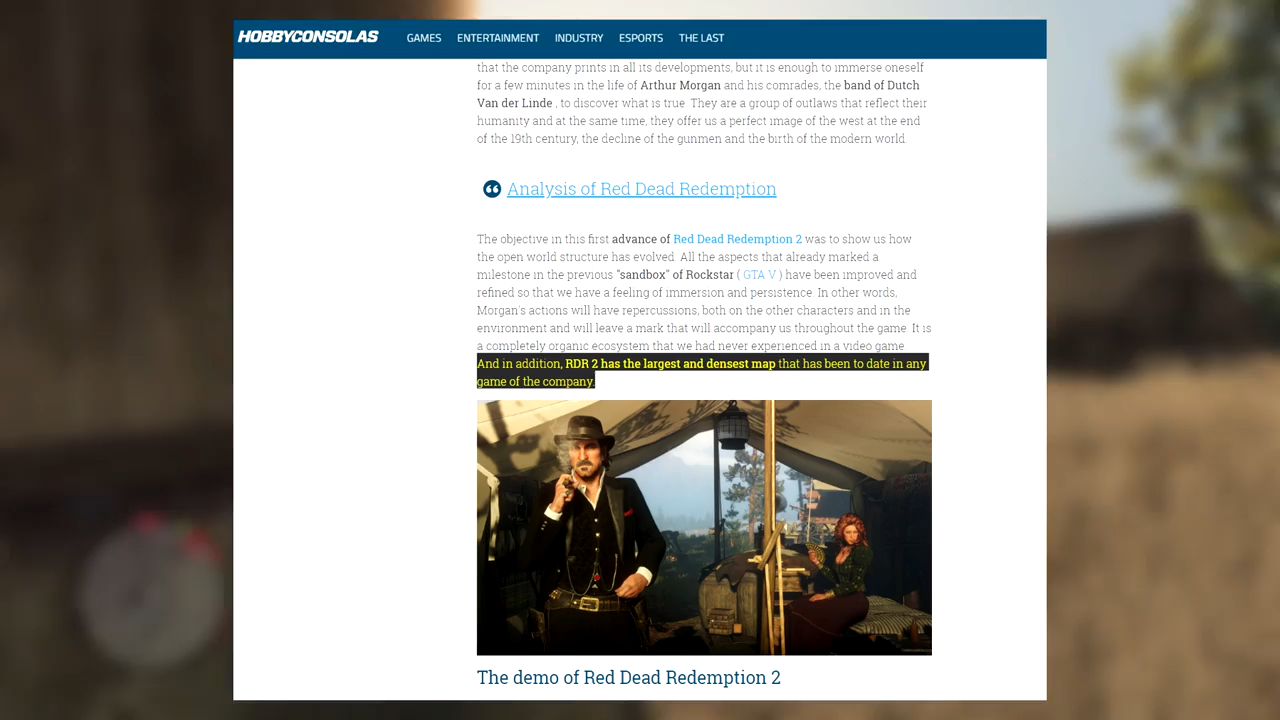 HOBBYCONSOLAS GAMES ENTERTAINMENT INDUSTRY ESPORTS THE LAST
that the company prints in all its developments, but it is enough to immerse oneself
for a few minutes in the life of Arthur Morgan and his comrades, the band of Dutch
Van der Linde , to discover what is true. They are a group of outlaws that reflect their
humanity and at the same time, they offer us a perfect image of the west at the end
of the 19th century, the decline of the gunmen and the birth of the modern world.
Analysis of Red Dead Redemption
The objective in this first advance of Red Dead Redemption 2 was to show us how
the open world structure has evolved. All the aspects that already marked a
milestone in the previous "sandbox" of Rockstar ( GTA V ) have been improved and
refined so that we have a feeling of immersion and persistence. In other words,
Morgan's actions will have repercussions, both on the other characters and in the
environment and will leave a mark that will accompany us throughout the game. It is
a completely organic ecosystem that we had never experienced in a video game
And in addition, RDR 2 has the largest and densest map that has been to date in any
game of the company.
The demo of Red Dead Redemption 2